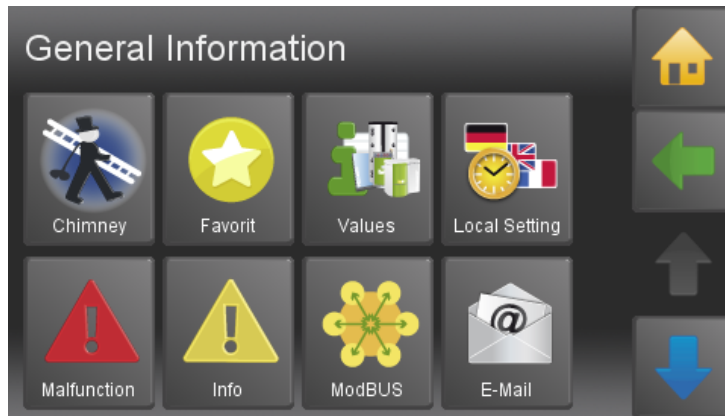 General Information
Chimney
Favorit
Values
Local Setting
Malfunction
Info
ModBUS
@
E-Mail